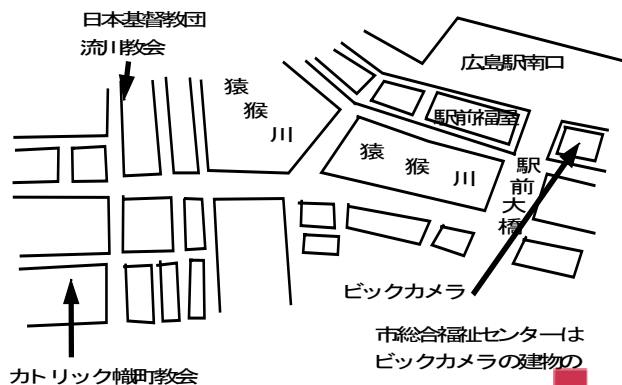 日本基督教団
流川教会
広島駅南口
猿猴川
駅前福屋
猿猴川
駅前大橋
ビックカメラ
市総合福祉センターは
ビックカメラの建物の
カトリック幟町教会